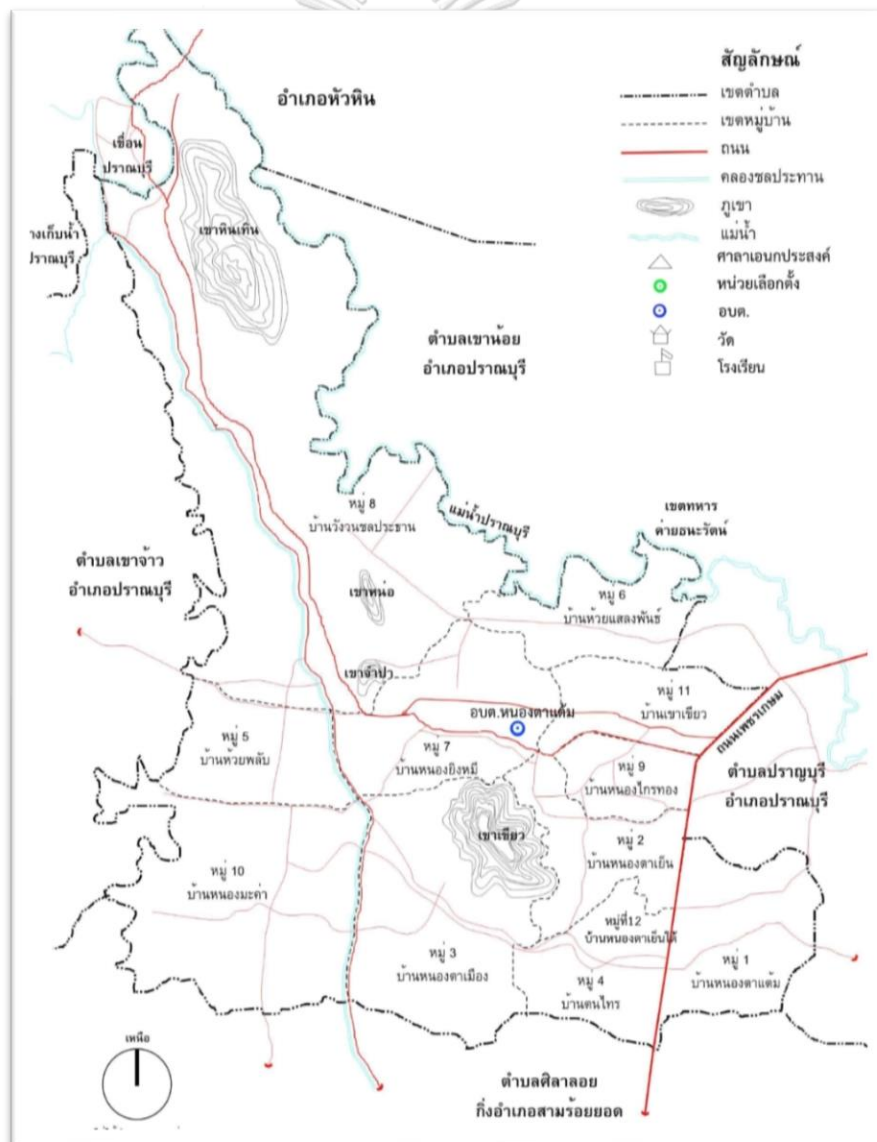 อำเภอหัวหิน
สัญลักษณ์
เขตตำบล
เขตหมู่บ้าน
ถนน
คลองชลประทาน
ภูเขา
แม่น้ำ
ศาลาเอนกประสงค์
หน่วยเลือกตั้ง
อบต.
วัด
โรงเรียน
เขื่อน
ปราณบุรี
างเก็บน้ำ
ปราณบุรี
เขาหินเทิน
ตำบลเขาน้อย
อำเภอปราณบุรี
หมู่ 8
บ้านวังวนชลประธาน
แม่น้ำปราณบุรี
เขตทหาร
ค่ายธนะรัตน์
ตำบลเขาจ้าว
อำเภอปราณบุรี
เขาหน่อ
หมู่ 6
บ้านห้วยแสลงพันธ์
เขาจำปา
อบต.หนองตาแต้ม
หมู่ 11
บ้านเขาเขียว
ถนนเพชรเกษม
หมู่ 5
บ้านห้วยพลับ
หมู่ 7
บ้านหนองยิงหมี
หมู่ 9
บ้านหนองไกรทอง
ตำบลปราญบุรี
อำเภอปราณบุรี
เขาเขียว
หมู่ 2
บ้านหนองตาเย็น
หมู่ 10
บ้านหนองมะค่า
หมู่ที่12
บ้านหนองตาเย็นใต้
หมู่ 3
บ้านหนองตาเมือง
หมู่ 4
บ้านตนไทร
หมู่ 1
บ้านหนองตาแต้ม
เหนือ
ตำบลศิลาลอย
กิ่งอำเภอสามร้อยยอด